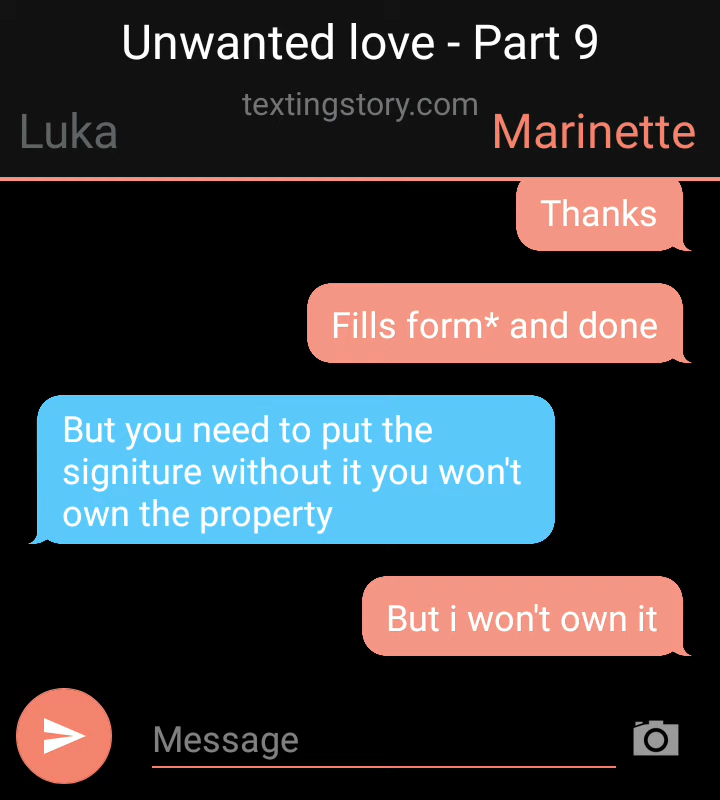 Unwanted love - Part 9
textingstory.com
Luka
Marinette
Thanks
Fills form* and done
But you need to put the
signiture without it you won't
own the property
But i won't own it
Message